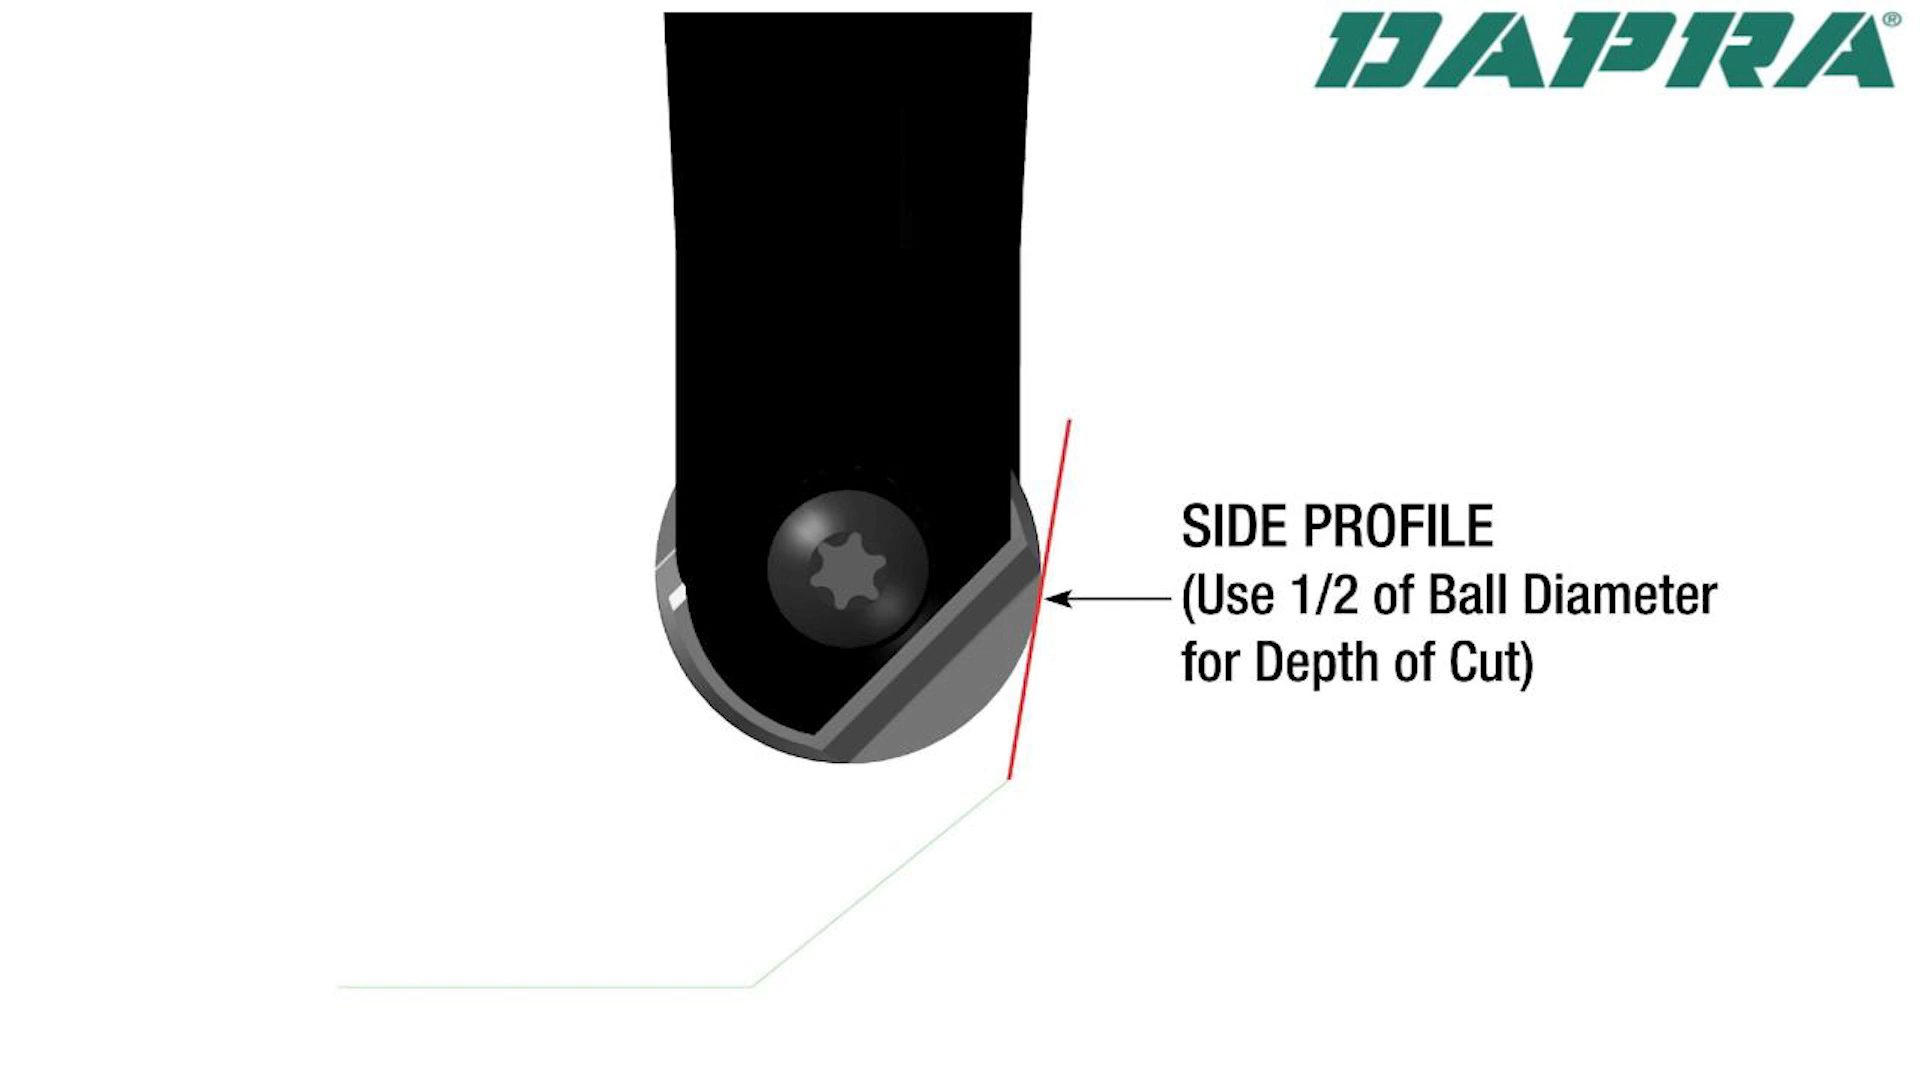 DAPRA®
SIDE PROFILE
(Use 1/2 of Ball Diameter
for Depth of Cut)